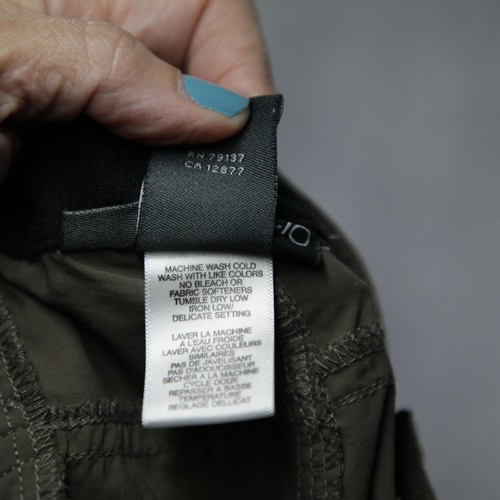 RN 79137
CA 12877
IO
MACHINE WASH COLD
WASH WITH LIKE COLORS
NO BLEACH OR
FABRIC SOFTENERS
TUMBLE DRY LOW
IRON LOW/
DELICATE SETTING
LAVER LA MACHINE
A L'EAU FROIDE
LAVER AVEC COULEURS
SIMILAIRES
PAS DE JAVELISANT
PAS D'ADOUCISSEUR
SECHER A LA MACHINE
CYCLE DOUX
REPASSER A BASSE
TEMPERATURE
REGLAGE DELLICAT